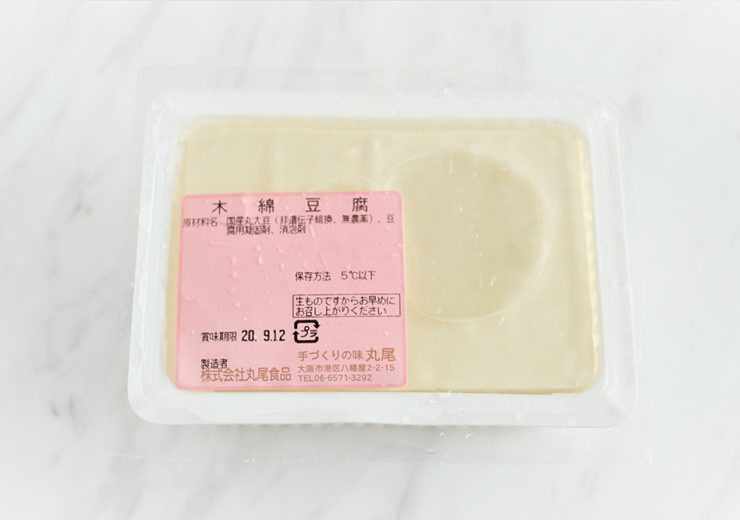 木綿豆腐
原材料名 国産丸大豆（非遺伝子組換、無農薬）、豆
腐用凝固剤、消泡剤
保存方法 5℃以下
生ものですからお早めに
お召し上がりください
賞味期限 20. 9.12 プラ
製造者
株式会社丸尾食品
手づくりの味 丸尾
大阪市港区八幡屋2-2-15
TEL06-6571-3292